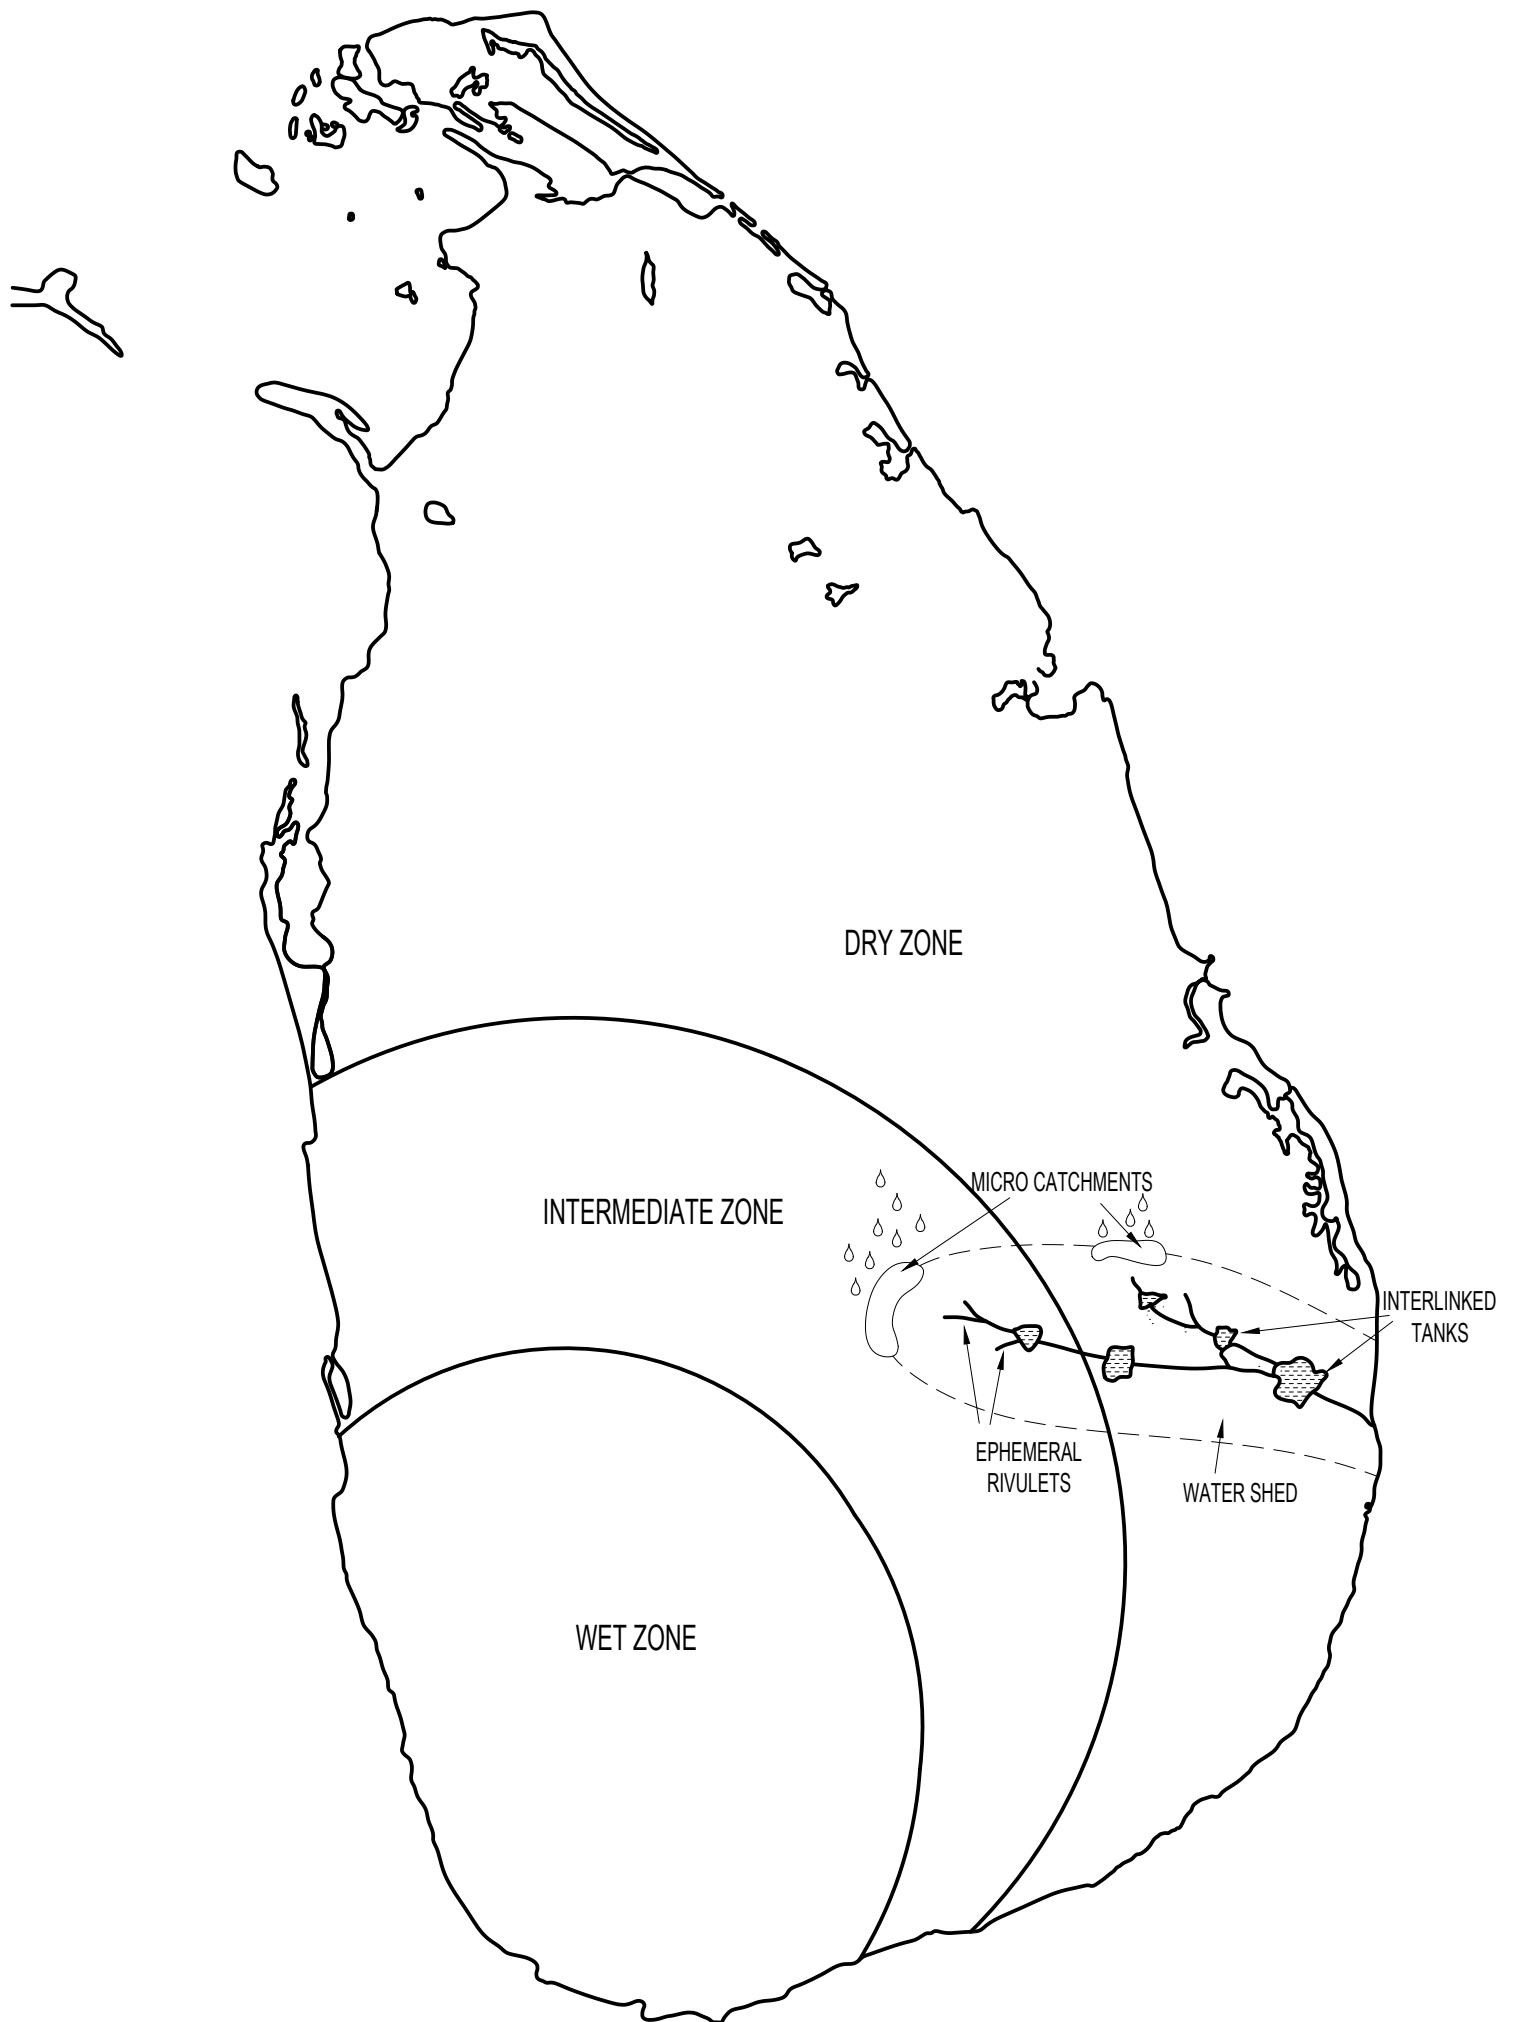 DRY ZONE
MICRO CATCHMENTS
INTERMEDIATE ZONE
INTERLINKED
TANKS
EPHEMERAL
RIVULETS
WATER SHED
WET ZONE